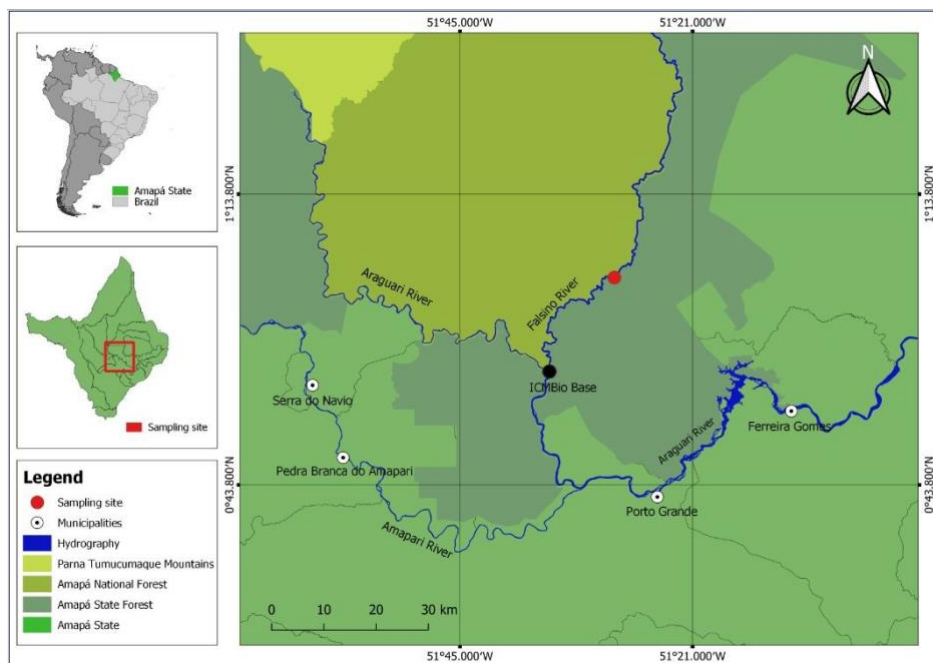 Amapá State
Brazil
Sampling site
Legend
Sampling site
Municipalities
Hydrography
Parna Tumucumaque Mountains
Amapá National Forest
Amapá State Forest
Amapá State
51°45.000'W
51°21.000'W
N
1°13.800'N
1°13.800'N
Araguari River
Falsino River
ICMBio Base
Serra do Navio
Ferreira Gomes
Araguari River
Pedra Branca do Amapari
0°43.800'N
0°43.800'N
Porto Grande
Amapari River
0 10 20 30 km
51°45.000'W
51°21.000'W